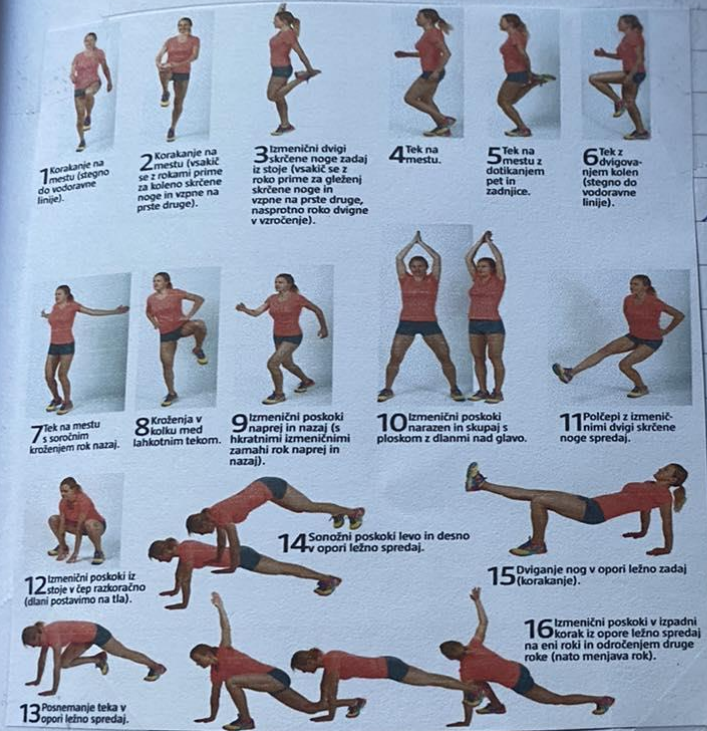 1 Korakanje na
mestu (stegno
do vodoravne
linije).
2 Korakanje na
mestu (vsakič
se z rokami prime
za koleno skrčene
noge in vzpne na
prste druge).
3 Izmenični dvigi
skrčene noge zadaj
iz stoje (vsakič se z
roko prime za gleženj
skrčene noge in
vzpne na prste druge,
nasprotno roko dvigne
v vzročenje).
4 Tek na
mestu.
5 Tek na
mestu z
dotikanjem
pet in
zadnjice.
6 Tek z
dvigova-
njem kolen
(stegno do
vodoravne
linije).
7 Tek na mestu
s soročnim
kroženjem rok nazaj.
8 Kroženja v
kolku med
lahkotnim tekom.
9 Izmenični poskoki
naprej in nazaj (s
hkratnimi izmeničnimi
zamahi rok naprej in
nazaj).
10 Izmenični poskoki
narazen in skupaj s
ploskom z dlanmi nad glavo.
11 Polčepi z izmenič-
nimi dvigi skrčene
noge spredaj.
12 Izmenični poskoki iz
stoje v čep razkoračno
(dlani postavimo na tla).
14 Sonožni poskoki levo in desno
v opori ležno spredaj.
15 Dviganje nog v opori ležno zadaj
(korakanje).
13 Posnemanje teka v
opori ležno spredaj.
16 Izmenični poskoki v izpadni
korak iz opore ležno spredaj
na eni roki in odročenjem druge
roke (nato menjava rok).